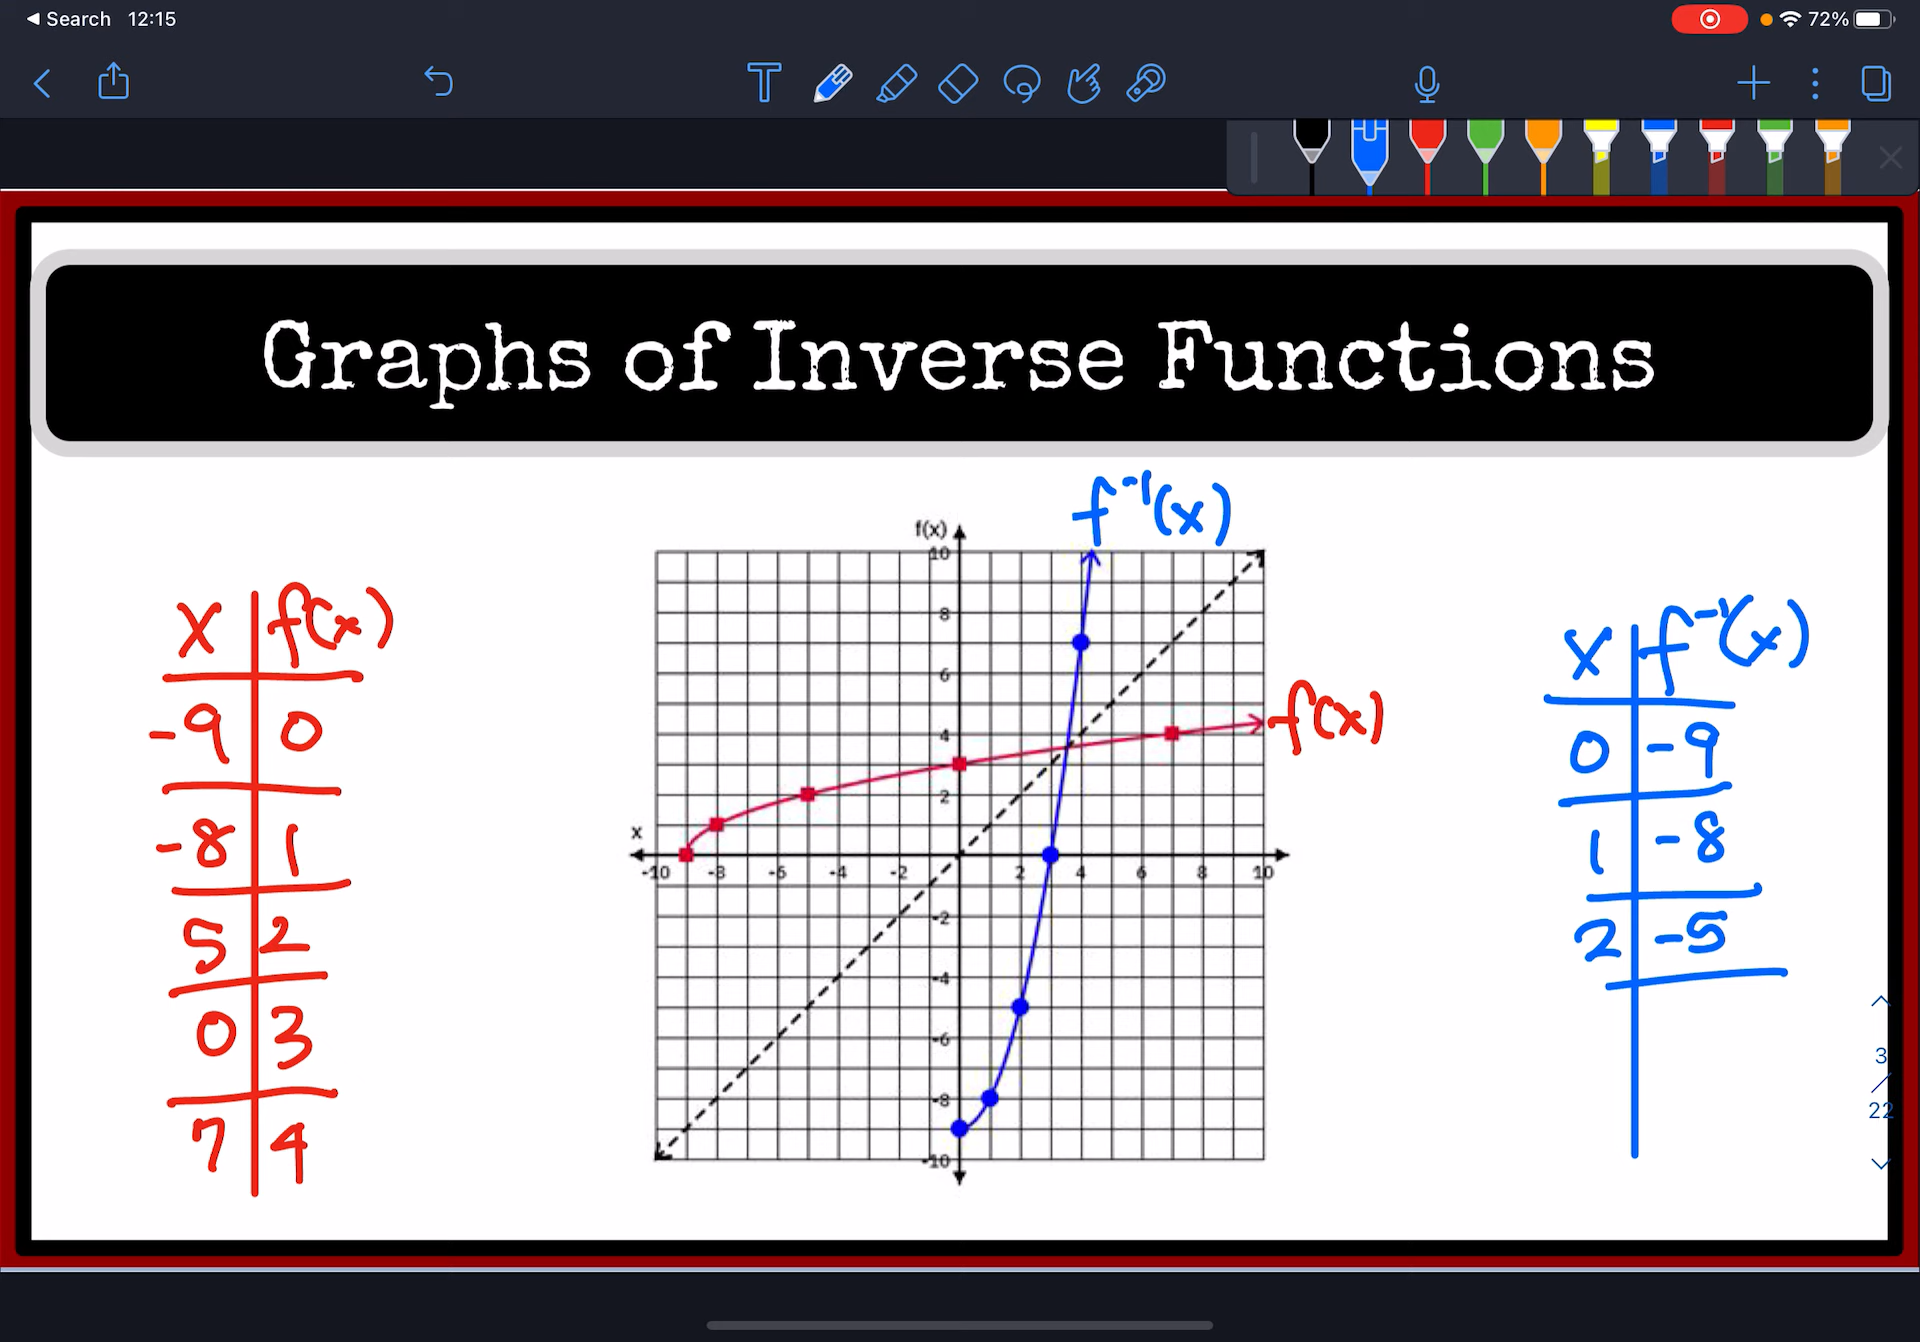 Search 12:15 72%
Graphs of Inverse Functions
x f(x)
-9 0
-8 1
5 2
0 3
7 4
f⁻¹(x)
f(x)
10
8
6
4
2
x
-10 -8 -5 -4 -2 2 4 6 8 10
-2
-4
-6
-8
-10
f(x)
x f⁻¹(x)
0 -9
1 -8
2 -5
3
/
22